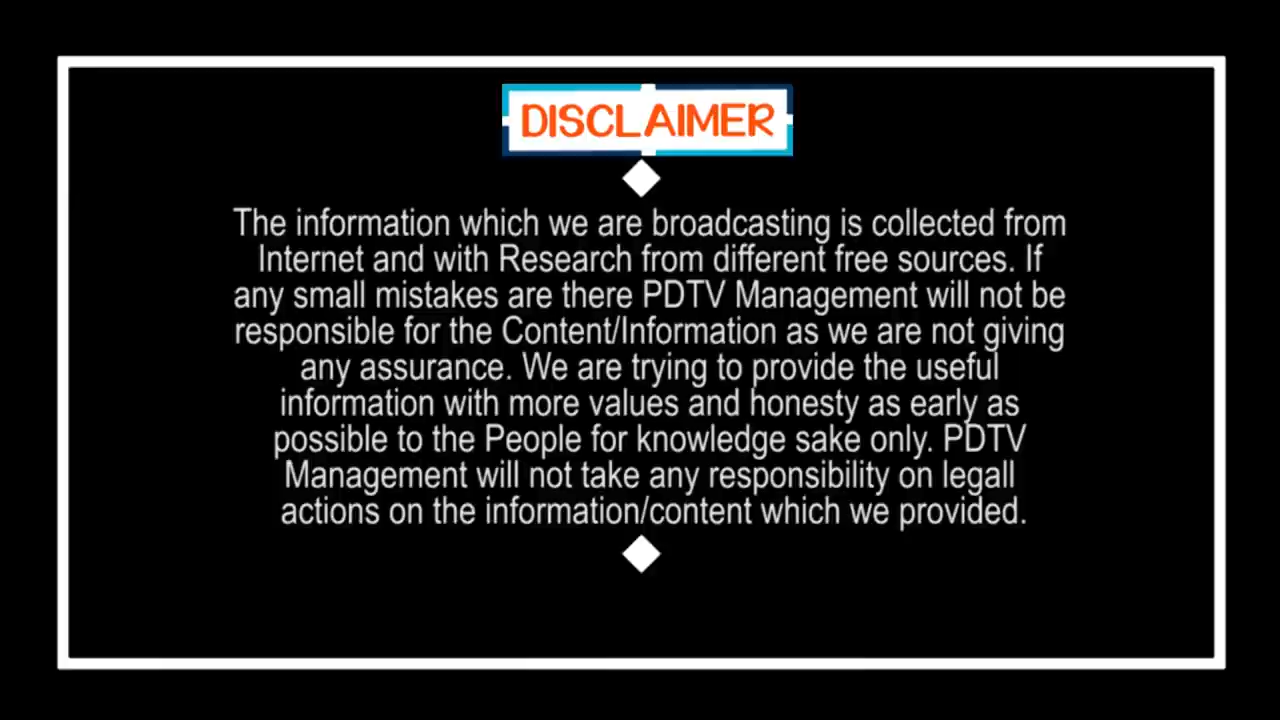 DISCLAIMER
The information which we are broadcasting is collected from
Internet and with Research from different free sources. If
any small mistakes are there PDTV Management will not be
responsible for the Content/Information as we are not giving
any assurance. We are trying to provide the useful
information with more values and honesty as early as
possible to the People for knowledge sake only. PDTV
Management will not take any responsibility on legall
actions on the information/content which we provided.